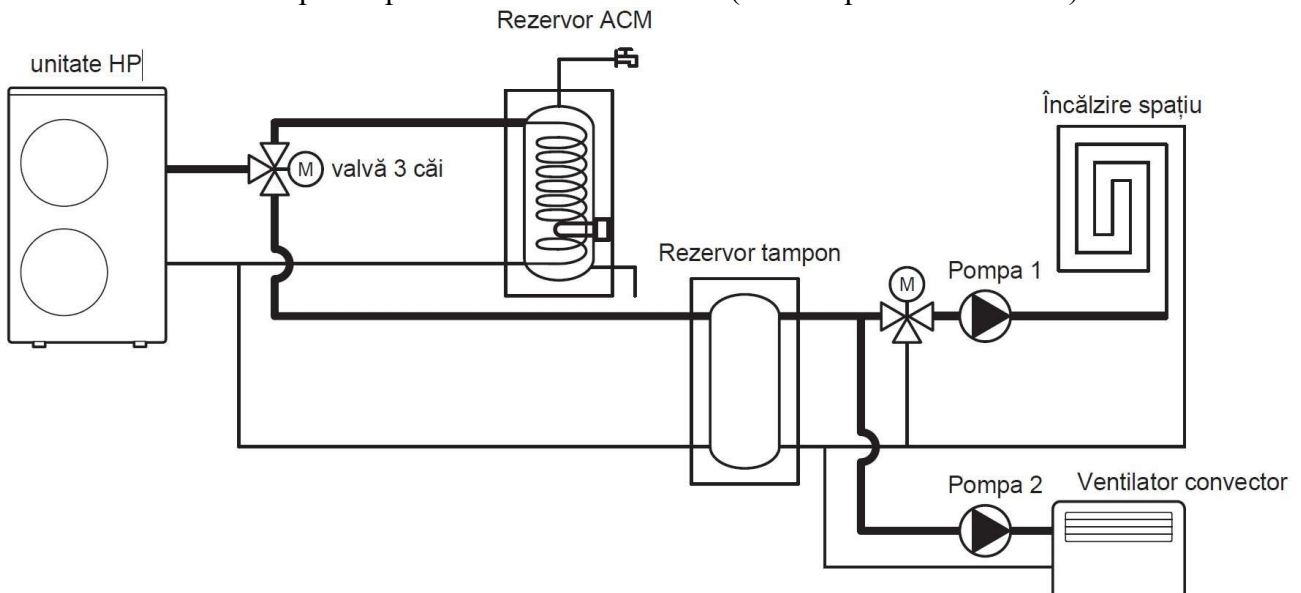 Rezervor ACM
unitate HP
Încălzire spațiu
M
valvă 3 căi
Rezervor tampon
Pompa 1
M
Pompa 2
Ventilator convector